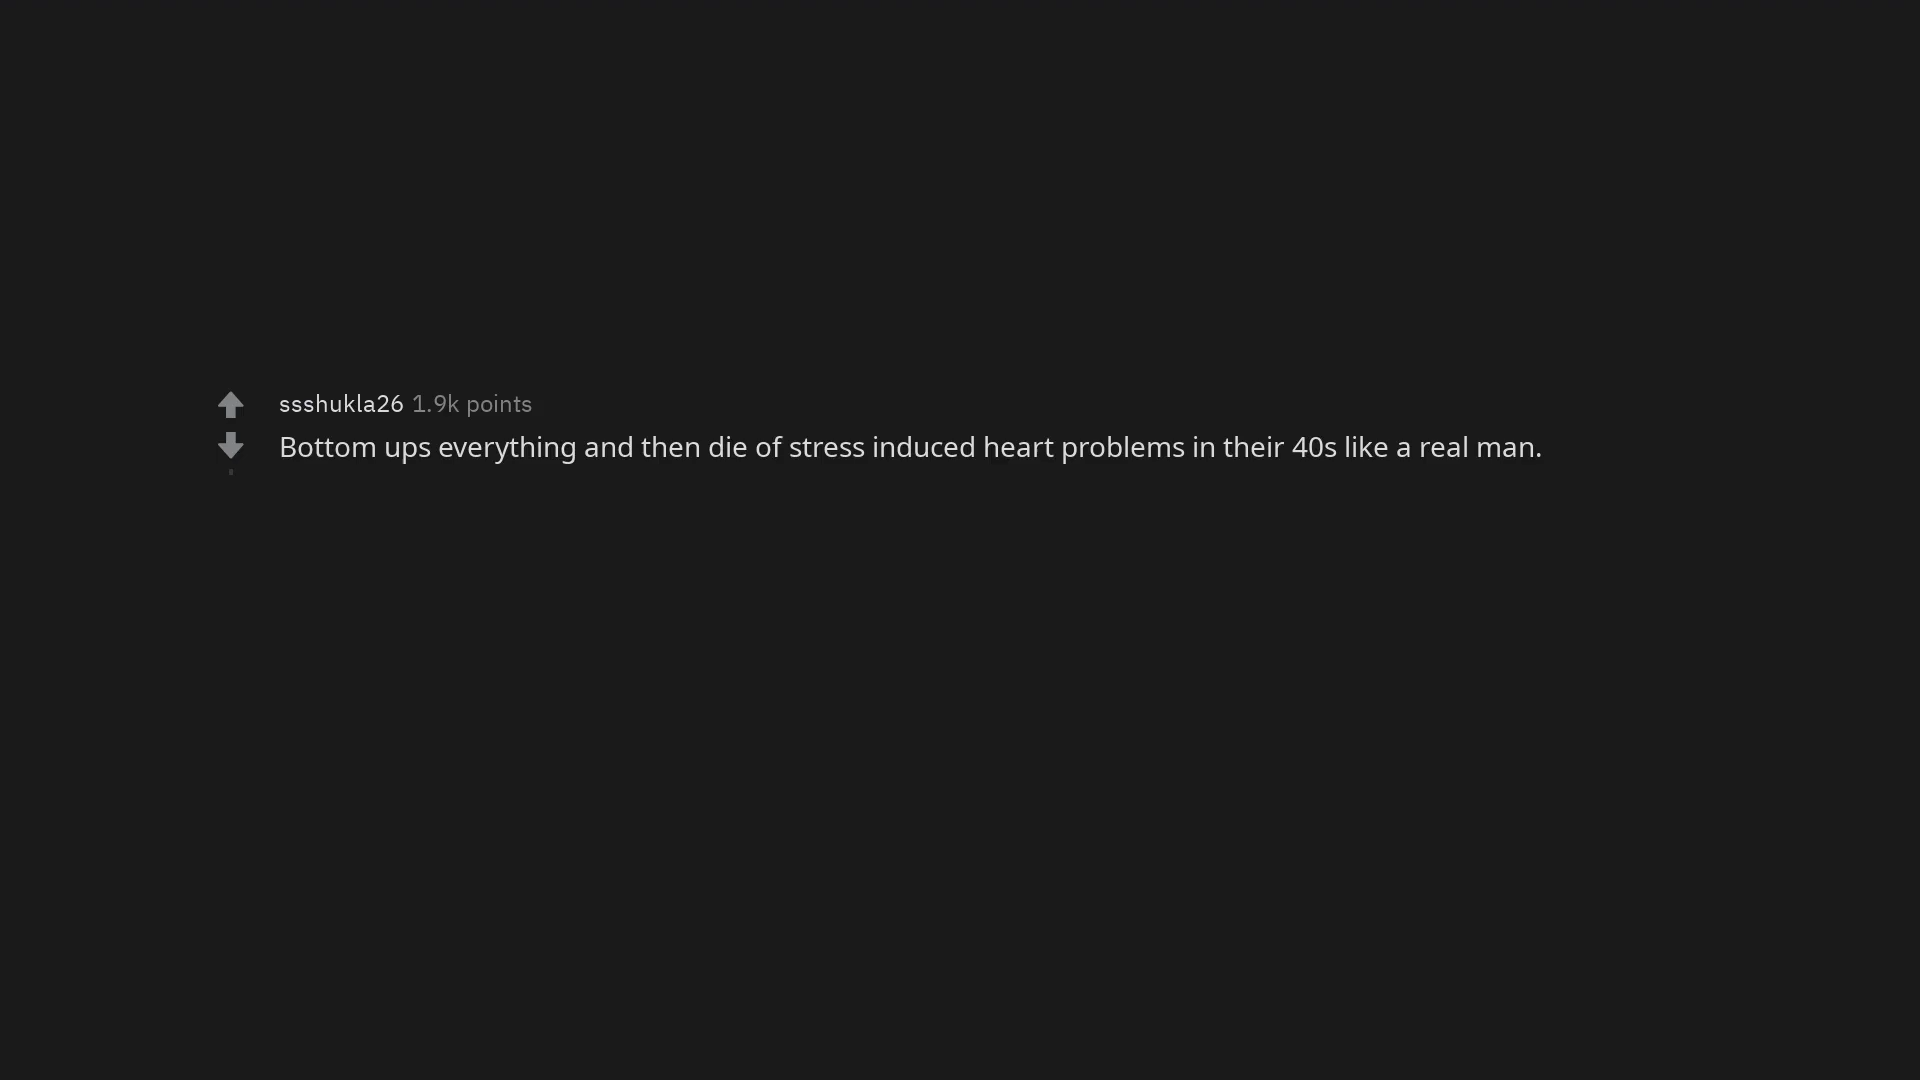 ssshukla26 1.9k points
Bottom ups everything and then die of stress induced heart problems in their 40s like a real man.